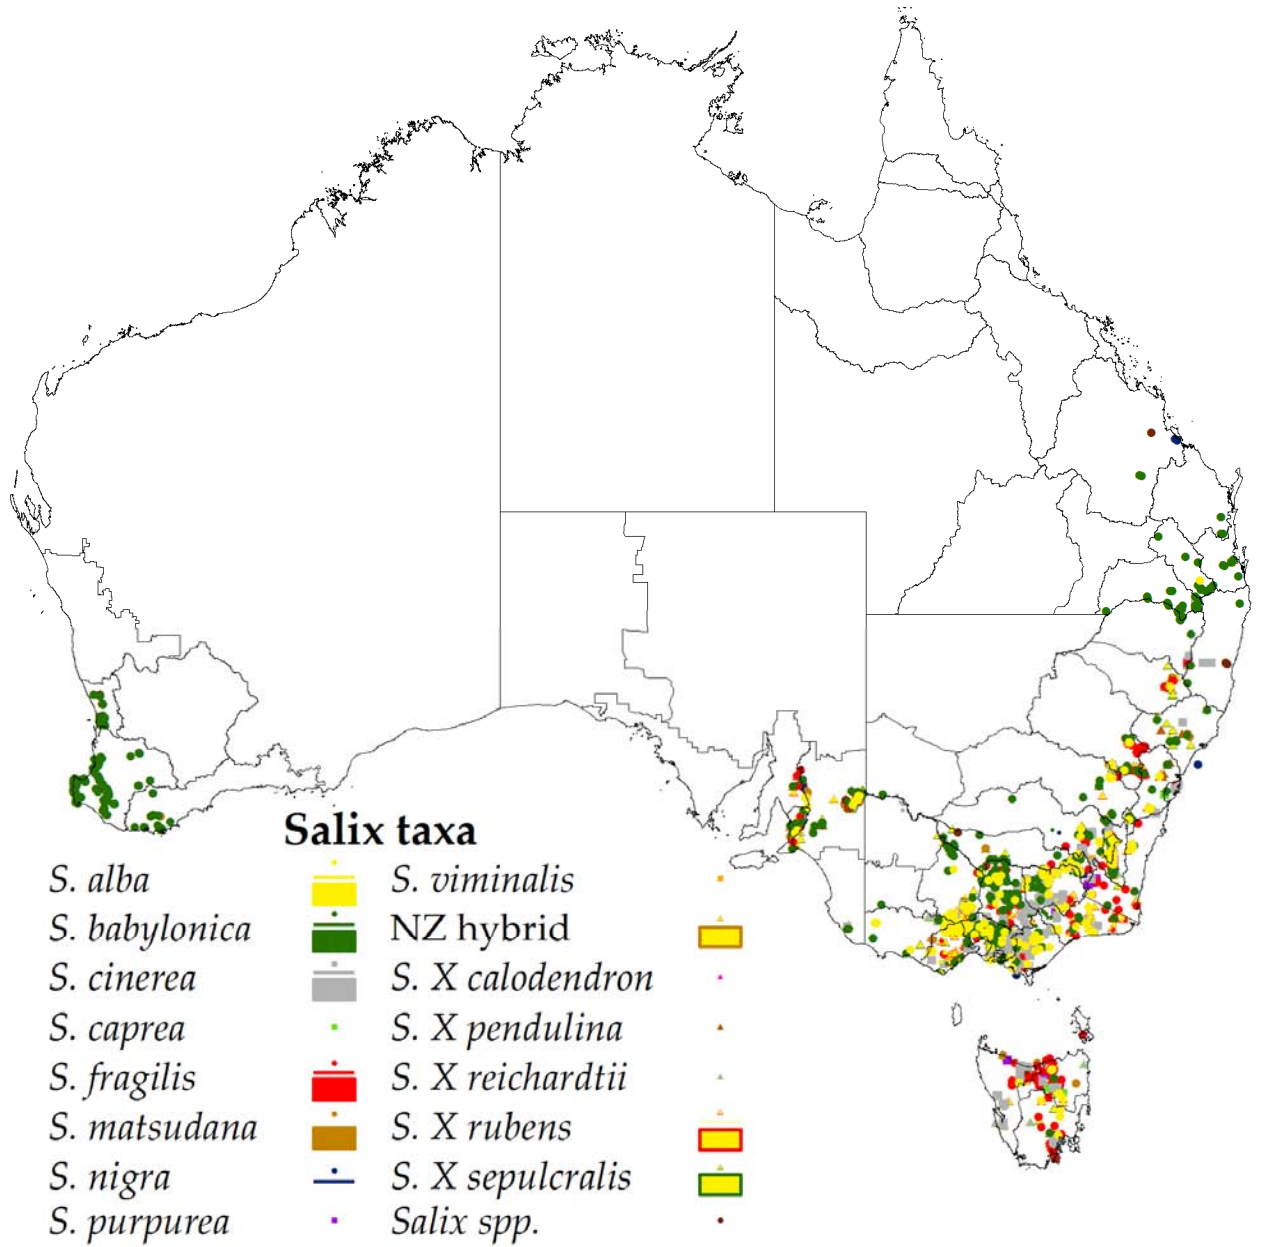 Salix taxa
S. alba
S. babylonica
S. cinerea
S. caprea
S. fragilis
S. matsudana
S. nigra
S. purpurea
S. viminalis
NZ hybrid
S. X calodendron
S. X pendulina
S. X reichardtii
S. X rubens
S. X sepulcralis
Salix spp.